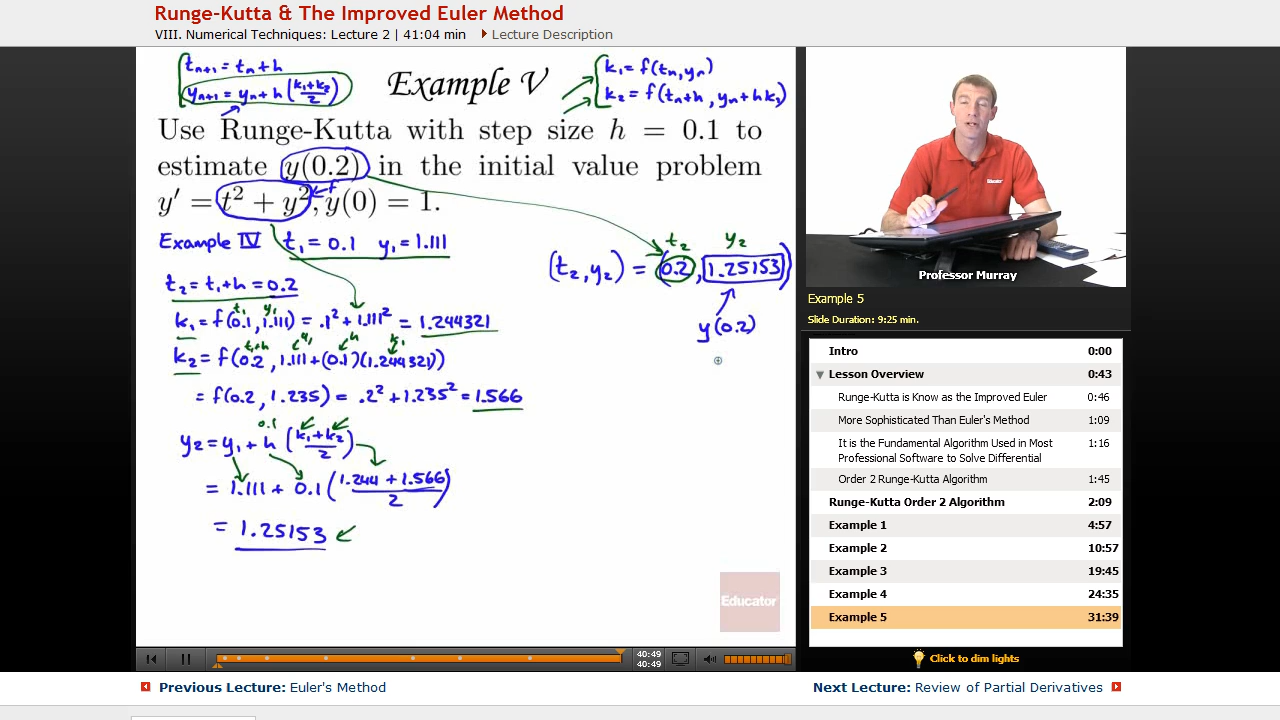 Runge-Kutta & The Improved Euler Method
VIII. Numerical Techniques: Lecture 2 | 41:04 min Lecture Description
tₙ₊₁ = tₙ + h
yₙ₊₁ = yₙ + h (k₁+k₂ / 2)
Example V
k₁ = f(tₙ, yₙ)
k₂ = f(tₙ+h, yₙ+hk₁)
Use Runge-Kutta with step size h = 0.1 to
estimate y(0.2) in the initial value problem
y′ = t² + y², y(0) = 1.
f
Example IV t₁ = 0.1 y₁ = 1.111
t₂ y₂
(t₂, y₂) = (0.2, 1.25153)
y(0.2)
t₂ = t₁ + h = 0.2
t₁ y₁
k₁ = f(0.1, 1.111) = .1² + 1.111² = 1.244321
t₁+h y₁ h k₁
k₂ = f(0.2, 1.111 + (0.1)(1.244321))
= f(0.2, 1.235) = .2² + 1.235² = 1.566
0.1
y₂ = y₁ + h (k₁+k₂ / 2)
= 1.111 + 0.1 (1.244 + 1.566 / 2)
= 1.25153
Educator
Educator
Professor Murray
Example 5
Slide Duration: 9:25 min.
Intro 0:00
Lesson Overview 0:43
Runge-Kutta is Know as the Improved Euler 0:46
More Sophisticated Than Euler's Method 1:09
It is the Fundamental Algorithm Used in Most 1:16
Professional Software to Solve Differential
Order 2 Runge-Kutta Algorithm 1:45
Runge-Kutta Order 2 Algorithm 2:09
Example 1 4:57
Example 2 10:57
Example 3 19:45
Example 4 24:35
Example 5 31:39
40:49
40:49
Click to dim lights
Previous Lecture: Euler's Method
Next Lecture: Review of Partial Derivatives